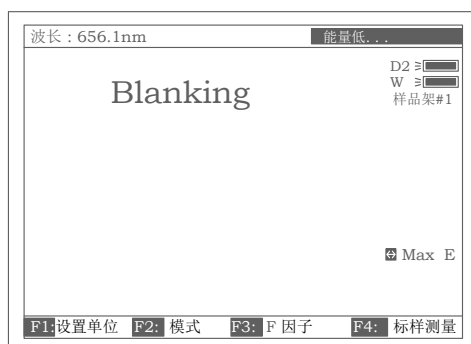 波长：656.1nm 能量低...
D2
W
样品架#1
Blanking
Max E
F1:设置单位 F2: 模式 F3: F 因子 F4: 标样测量